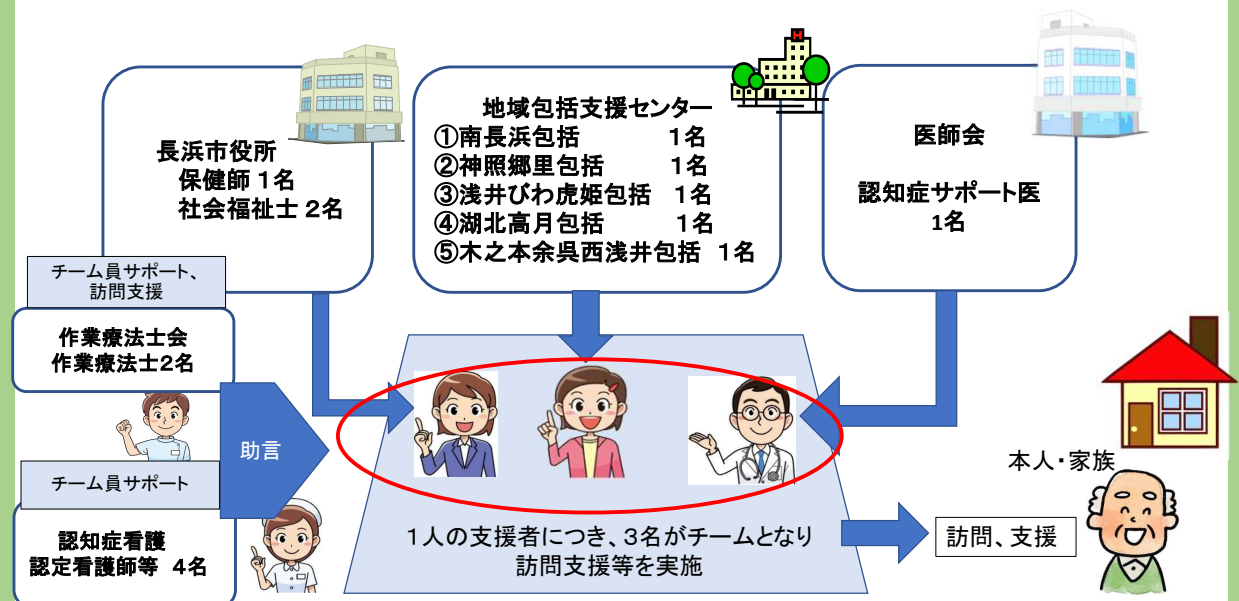 長浜市役所
保健師 1名
社会福祉士 2名
地域包括支援センター
①南長浜包括 1名
②神照郷里包括 1名
③浅井びわ虎姫包括 1名
④湖北高月包括 1名
⑤木之本余呉西浅井包括 1名
H
医師会
認知症サポート医
1名
チーム員サポート、
訪問支援
作業療法士会
作業療法士2名
助言
チーム員サポート
認知症看護
認定看護師等 4名
1人の支援者につき、3名がチームとなり
訪問支援等を実施
訪問、支援
本人・家族